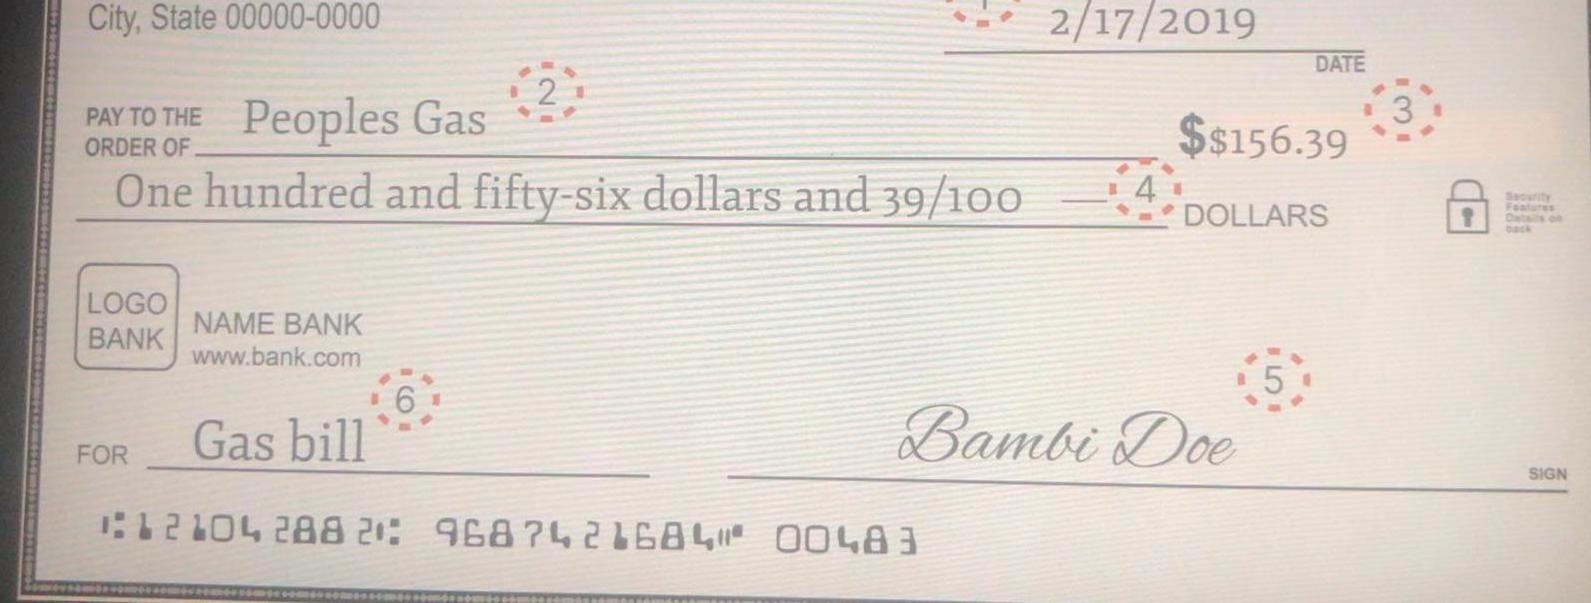 City, State 00000-0000
1
2/17/2019
DATE
2
3
PAY TO THE
ORDER OF
Peoples Gas
$$156.39
One hundred and fifty-six dollars and 39/100 —
4
DOLLARS
Security
Features
Details on
back
LOGO
BANK
NAME BANK
www.bank.com
6
5
FOR Gas bill
Bambi Doe
SIGN
⑆121042882⑆ 9687421684⑈ 00483